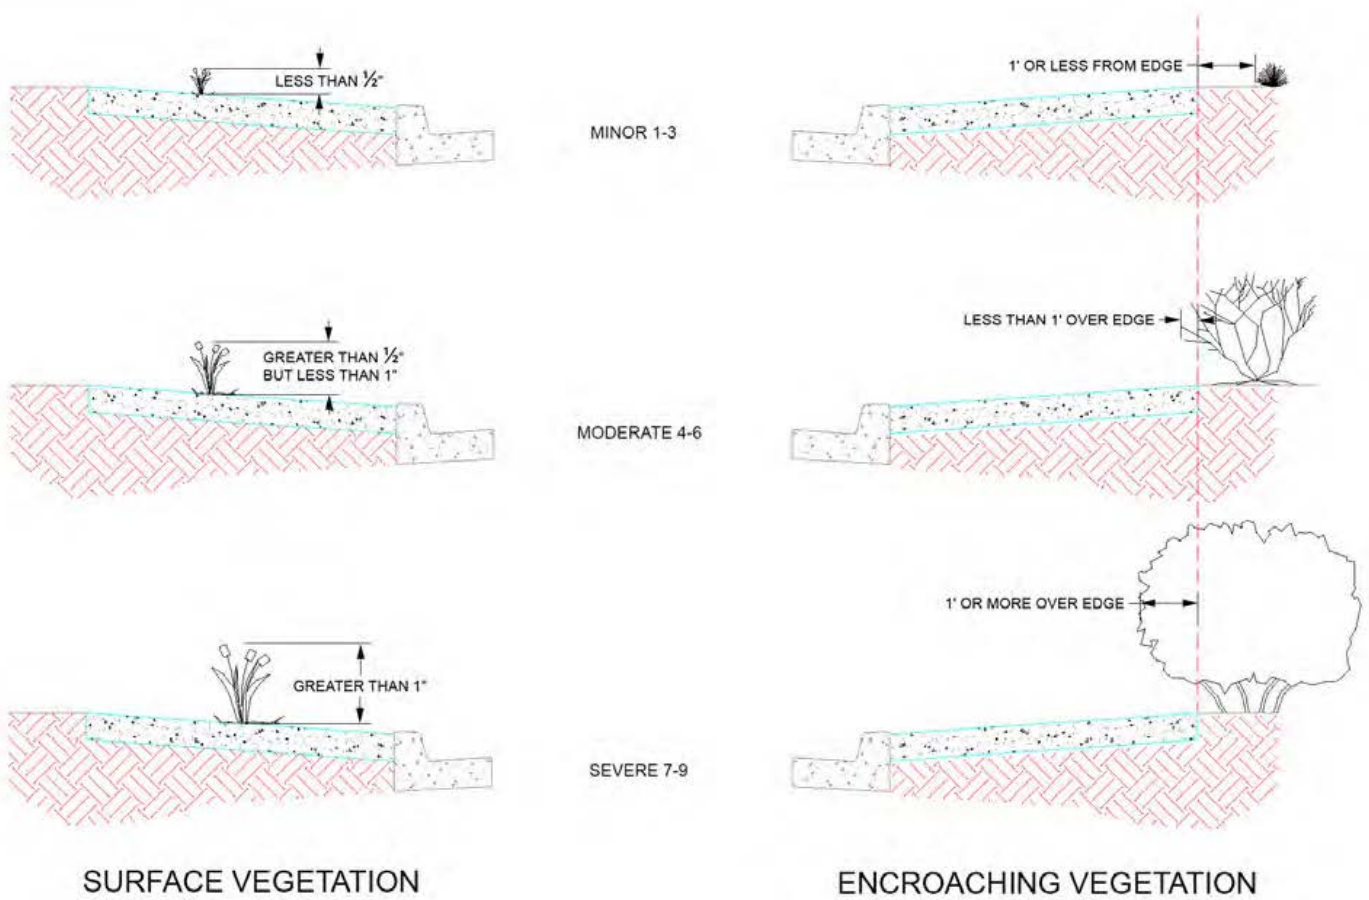 LESS THAN ½"
1' OR LESS FROM EDGE
MINOR 1-3
LESS THAN 1' OVER EDGE
GREATER THAN ½"
BUT LESS THAN 1"
MODERATE 4-6
1' OR MORE OVER EDGE
GREATER THAN 1"
SEVERE 7-9
SURFACE VEGETATION
ENCROACHING VEGETATION